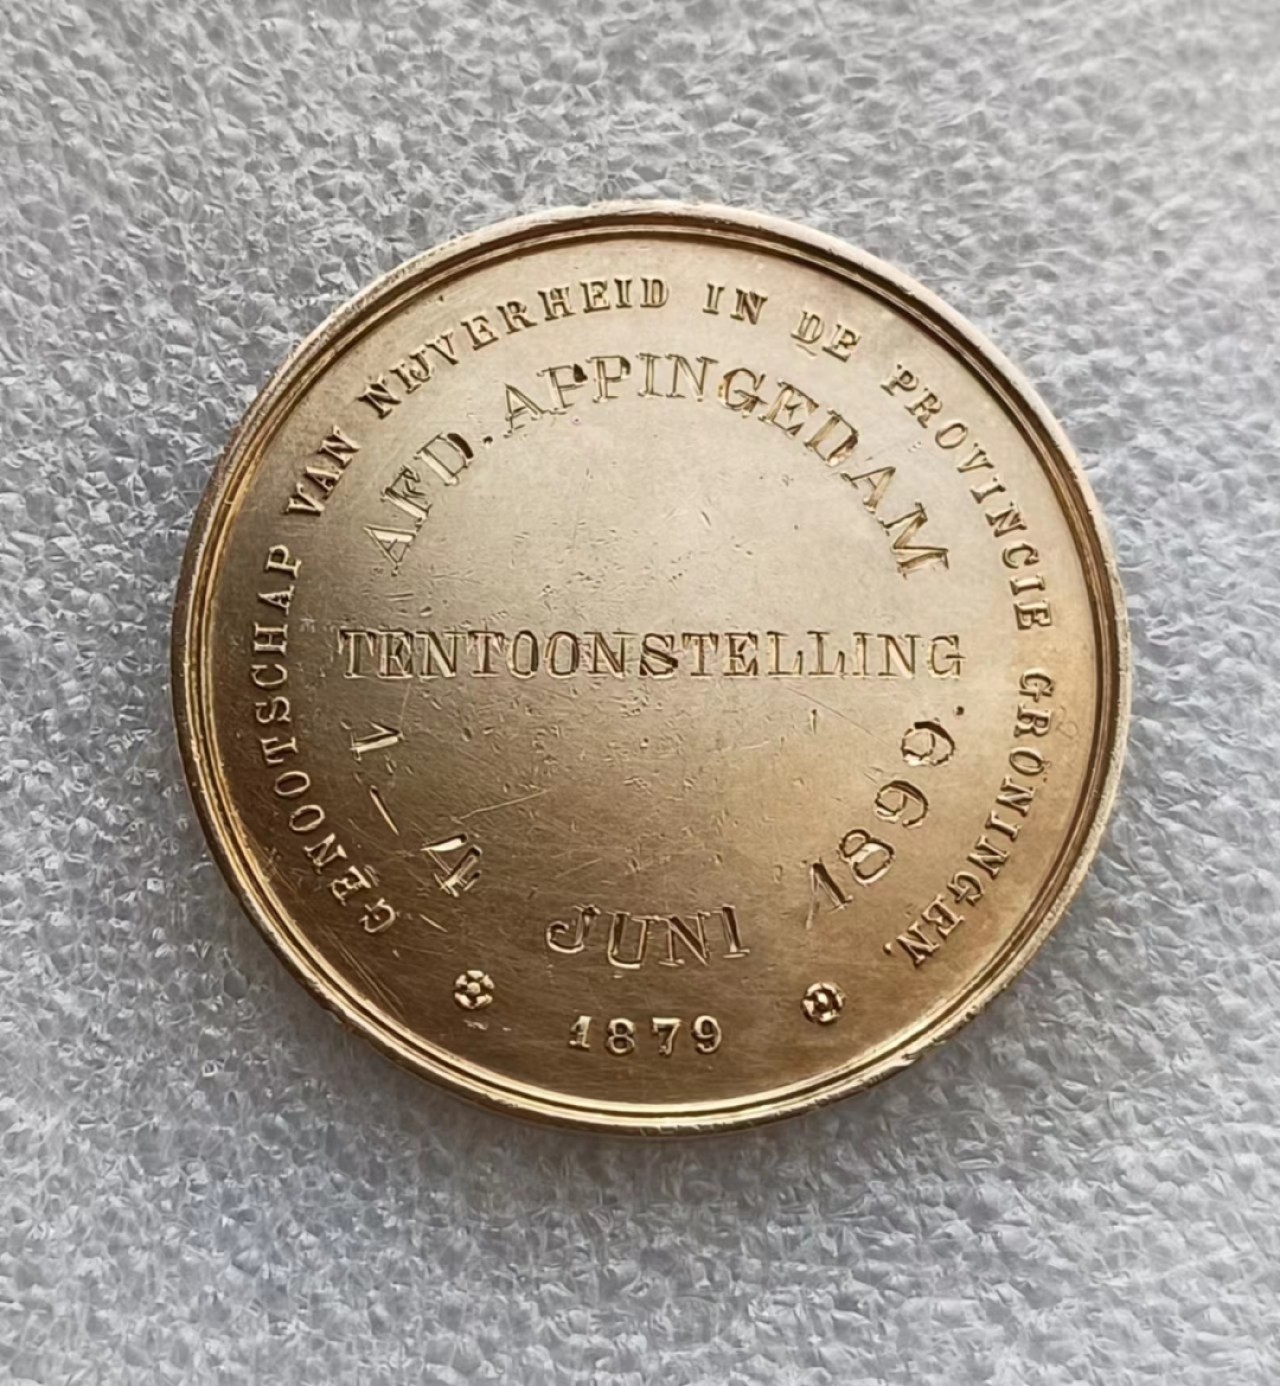 GENOOTSCHAP VAN NIJVERHEID IN DE PROVINCIE GRONINGEN.
AFD. APPINGEDAM
TENTOONSTELLING
1 — 4 JUNI 1899.
1879